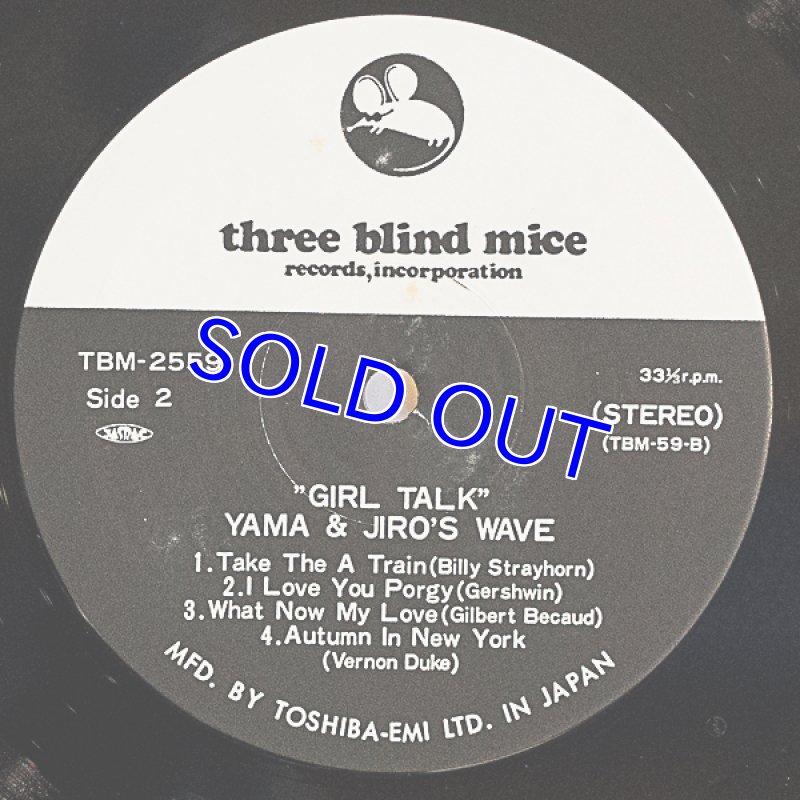 three blind mice
records, incorporation
TBM-2559
Side 2
JASRAC
33⅓r.p.m.
(STEREO)
(TBM-59-B)
SOLD OUT
"GIRL TALK"
YAMA & JIRO'S WAVE
1.Take The A Train(Billy Strayhorn)
2.I Love You Porgy(Gershwin)
3.What Now My Love(Gilbert Becaud)
4.Autumn In New York
(Vernon Duke)
MFD. BY TOSHIBA-EMI LTD. IN JAPAN